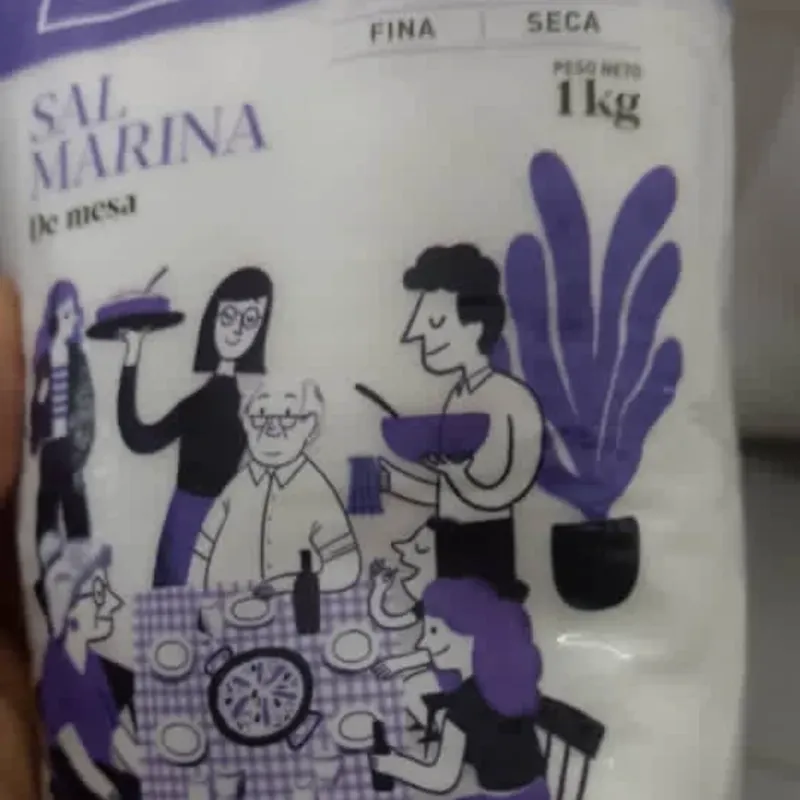 FINA | SECA
PESO NETO
1kg
SAL
MARINA
De mesa